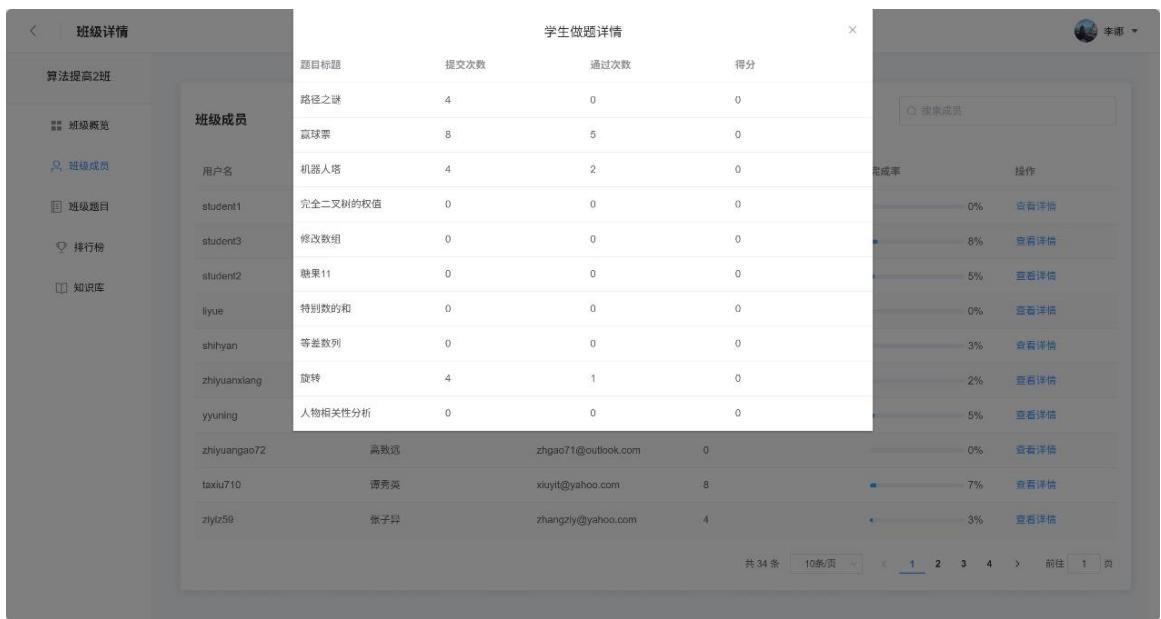 班级详情
学生做题详情
李娜
算法提高2班
班级概览
班级成员
班级题目
排行榜
知识库
班级成员
搜索成员
题目标题 提交次数 通过次数 得分
路径之谜 4 0 0
赢球票 8 5 0
机器人塔 4 2 0
完全二叉树的权值 0 0 0
修改数组 0 0 0
糖果11 0 0 0
特别数的和 0 0 0
等差数列 0 0 0
旋转 4 1 0
人物相关性分析 0 0 0
用户名 完成率 操作
student1 0% 查看详情
student3 8% 查看详情
student2 5% 查看详情
liyue 0% 查看详情
shihyan 3% 查看详情
zhiyuanxiang 2% 查看详情
yyuning 5% 查看详情
zhiyuangao72 高致远 zhgao71@outlook.com 0 0% 查看详情
taxiu710 谭秀英 xiuyit@yahoo.com 8 7% 查看详情
ziyiz59 张子异 zhangziy@yahoo.com 4 3% 查看详情
共 34 条 10条/页 1 2 3 4 前往 1 页